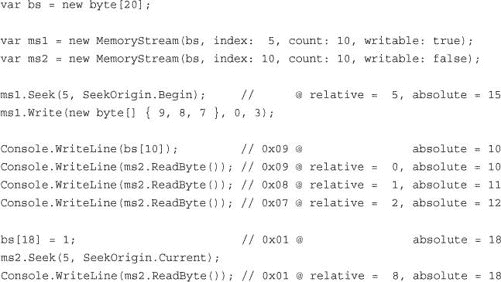 var bs = new byte[20];
var ms1 = new MemoryStream(bs, index:  5, count: 10, writable: true);
var ms2 = new MemoryStream(bs, index: 10, count: 10, writable: false);
ms1.Seek(5, SeekOrigin.Begin);    //      @ relative =  5, absolute = 15
ms1.Write(new byte[] { 9, 8, 7 }, 0, 3);
Console.WriteLine(bs[10]);        // 0x09 @                absolute = 10
Console.WriteLine(ms2.ReadByte()); // 0x09 @ relative =  0, absolute = 10
Console.WriteLine(ms2.ReadByte()); // 0x08 @ relative =  1, absolute = 11
Console.WriteLine(ms2.ReadByte()); // 0x07 @ relative =  2, absolute = 12
bs[18] = 1;                       // 0x01 @                absolute = 18
ms2.Seek(5, SeekOrigin.Current);
Console.WriteLine(ms2.ReadByte()); // 0x01 @ relative =  8, absolute = 18